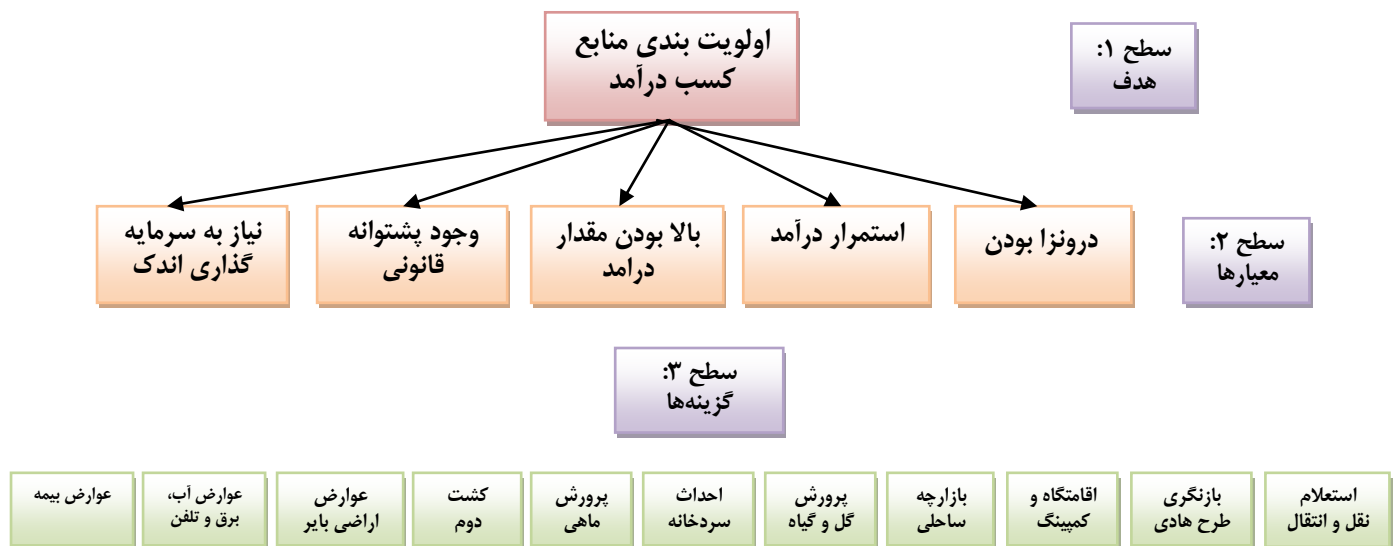 اولویت بندی منابع
کسب درآمد
سطح ۱:
هدف
درونزا بودن
استمرار درآمد
بالا بودن مقدار
درامد
وجود پشتوانه
قانونی
نیاز به سرمایه
گذاری اندک
سطح ۲:
معیارها
سطح ۳:
گزینه‌ها
استعلام
نقل و انتقال
بازنگری
طرح هادی
اقامتگاه و
کمپینگ
بازارچه
ساحلی
پرورش
گل و گیاه
احداث
سردخانه
پرورش
ماهی
کشت
دوم
عوارض
اراضی بایر
عوارض آب،
برق و تلفن
عوارض بیمه